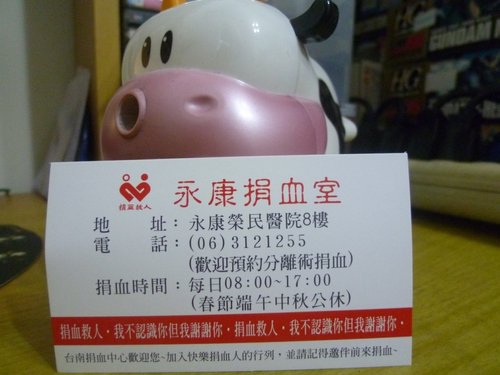 永康捐血室
捐血救人
地 址：永康榮民醫院8樓
電 話：(06)3121255
(歡迎預約分離術捐血)
捐血時間：每日08:00~17:00
(春節端午中秋公休)
捐血救人‧我不認識你但我謝謝你‧捐血救人‧我不認識你但我謝謝你‧
台南捐血中心歡迎您~加入快樂捐血人的行列，並請記得邀伴前來捐血~
GUNDAM
HG